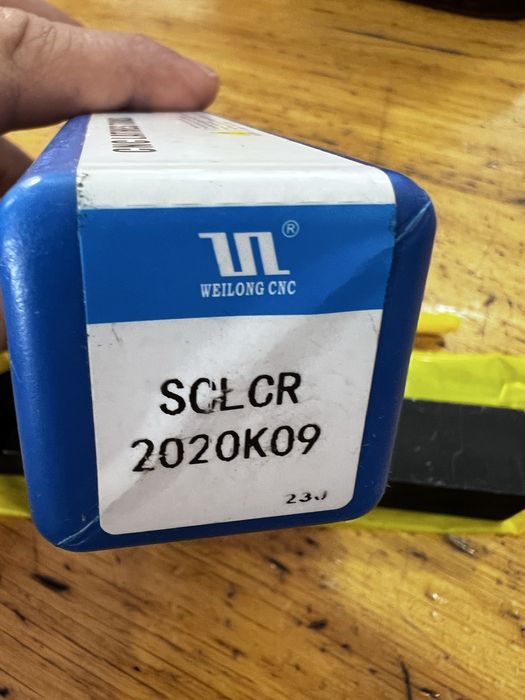 ®
WEILONG CNC
SCLCR
2020K09
23J